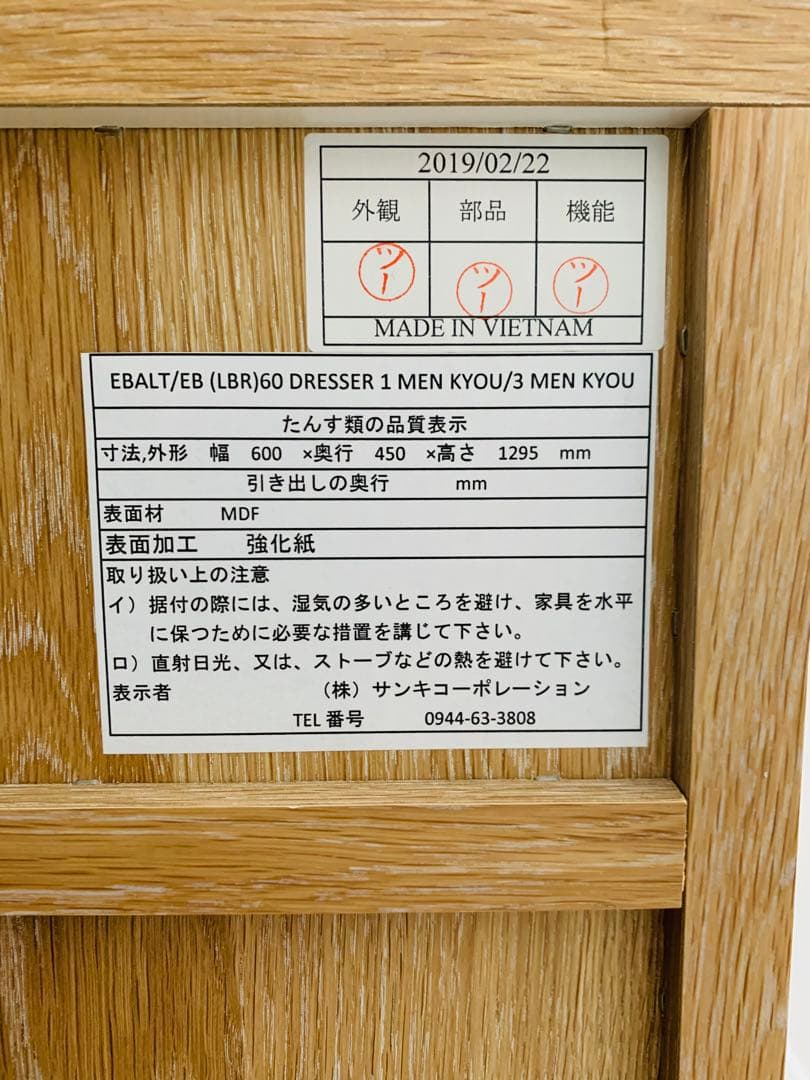 2019/02/22
外観 部品 機能
ツー ツー ツー
MADE IN VIETNAM
EBALT/EB (LBR)60 DRESSER 1 MEN KYOU/3 MEN KYOU
たんす類の品質表示
寸法,外形 幅 600 ×奥行 450 ×高さ 1295 mm
引き出しの奥行 mm
表面材 MDF
表面加工 強化紙
取り扱い上の注意
イ）据付の際には、湿気の多いところを避け、家具を水平
に保つために必要な措置を講じて下さい。
ロ）直射日光、又は、ストーブなどの熱を避けて下さい。
表示者 （株）サンキコーポレーション
TEL 番号 0944-63-3808